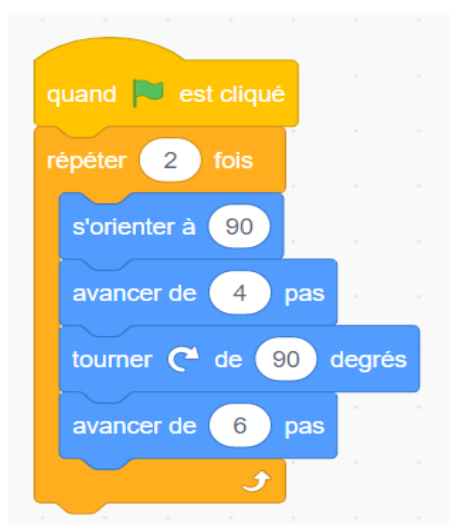 quand est cliqué
répéter 2 fois
s'orienter à 90
avancer de 4 pas
tourner de 90 degrés
avancer de 6 pas